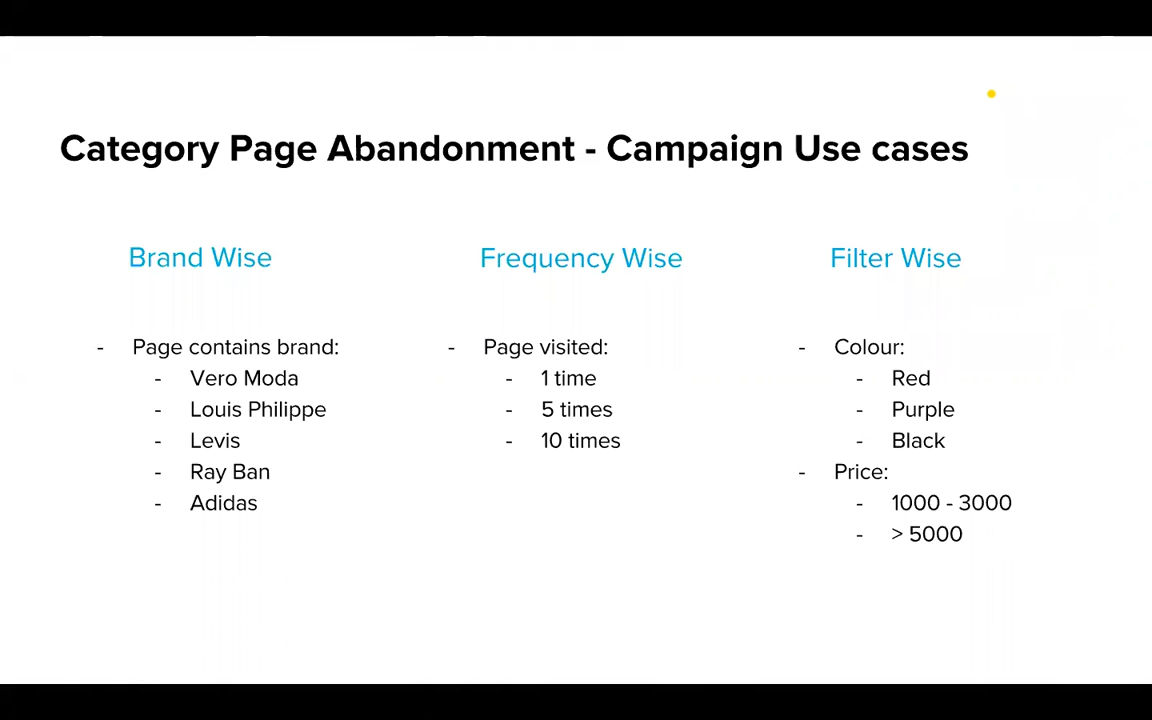 Category Page Abandonment - Campaign Use cases
Brand Wise
- Page contains brand:
- Vero Moda
- Louis Philippe
- Levis
- Ray Ban
- Adidas
Frequency Wise
- Page visited:
- 1 time
- 5 times
- 10 times
Filter Wise
- Colour:
- Red
- Purple
- Black
- Price:
- 1000 - 3000
- > 5000